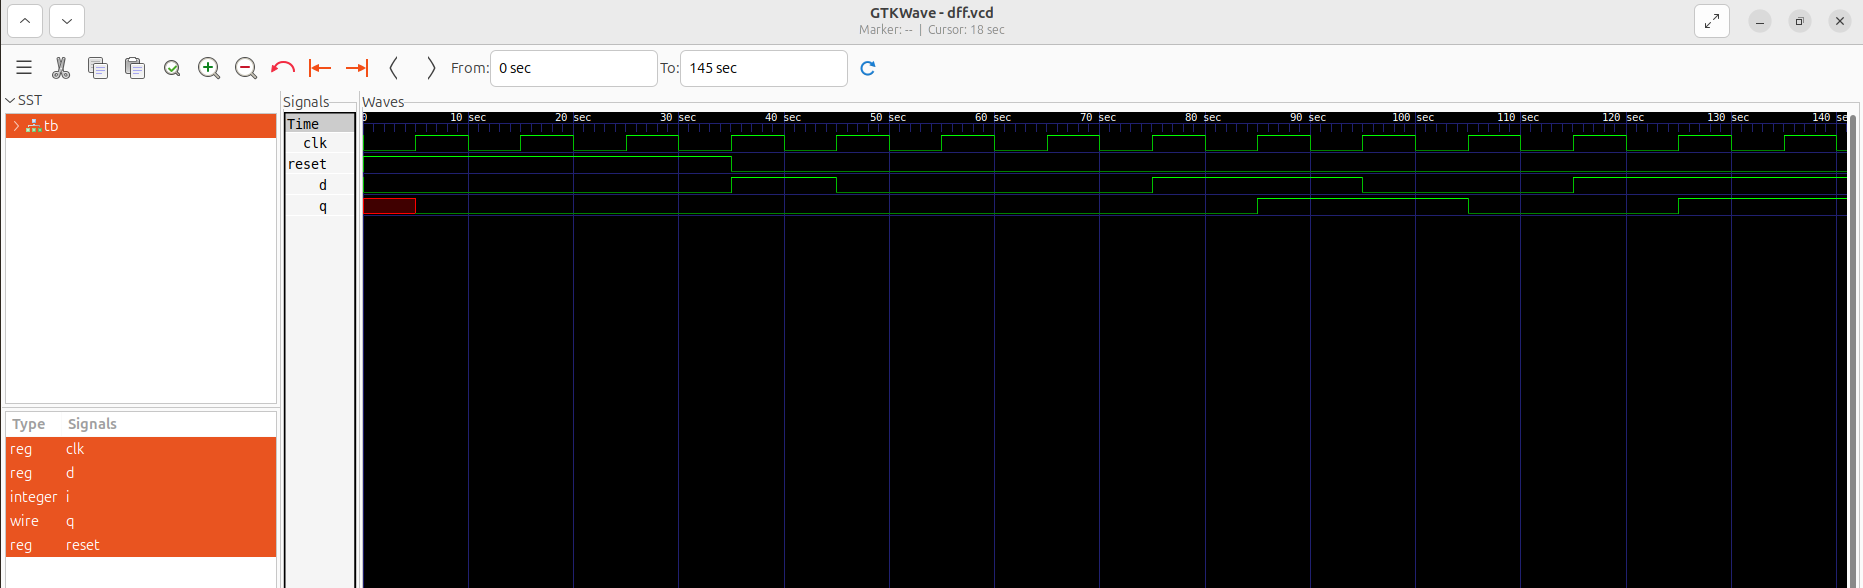 GTKWave - dff.vcd
Marker: -- | Cursor: 18 sec
From: 0 sec To: 145 sec
SST
tb
Type Signals
reg clk
reg d
integer i
wire q
reg reset
Signals
Time
clk
reset
d
q
Waves
0 10 sec 20 sec 30 sec 40 sec 50 sec 60 sec 70 sec 80 sec 90 sec 100 sec 110 sec 120 sec 130 sec 140 se